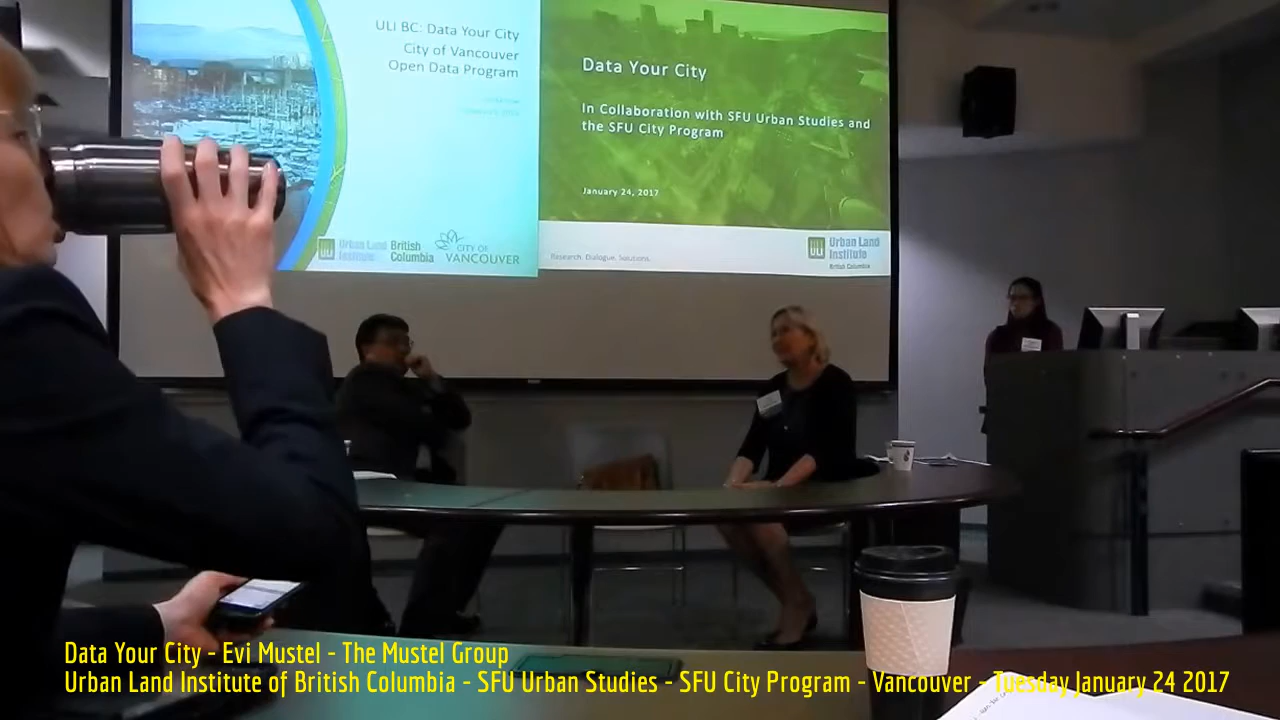 ULI BC: Data Your City
City of Vancouver
Open Data Program
ULI
Urban Land
Institute
British
Columbia
CITY OF
VANCOUVER
Data Your City
In Collaboration with SFU Urban Studies and
the SFU City Program
January 24, 2017
Research. Dialogue. Solutions.
ULI
Urban Land
Institute
British Columbia
Data Your City - Evi Mustel - The Mustel Group
Urban Land Institute of British Columbia - SFU Urban Studies - SFU City Program - Vancouver - Tuesday January 24 2017